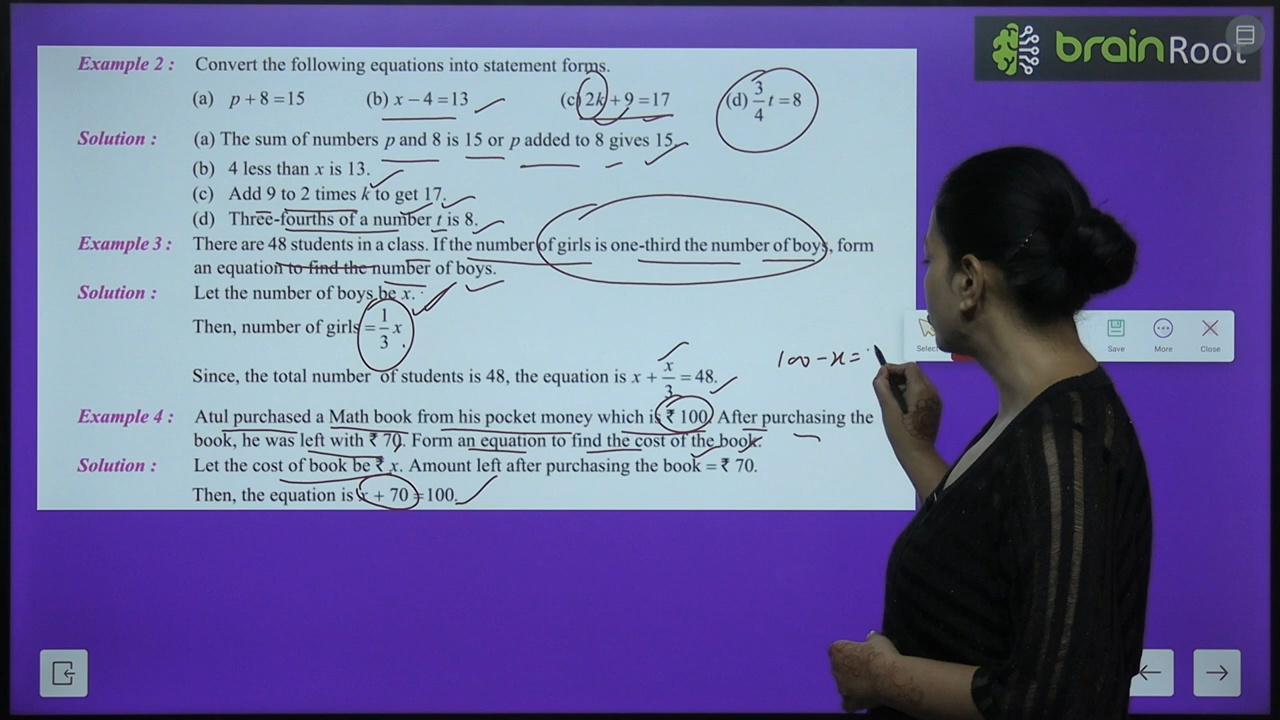 brainRoot
Example 2 : Convert the following equations into statement forms.
(a) p + 8 = 15 (b) x − 4 = 13 (c) 2k + 9 = 17 (d) 3/4 t = 8
Solution : (a) The sum of numbers p and 8 is 15 or p added to 8 gives 15.
(b) 4 less than x is 13.
(c) Add 9 to 2 times k to get 17.
(d) Three-fourths of a number t is 8.
Example 3 : There are 48 students in a class. If the number of girls is one-third the number of boys, form
an equation to find the number of boys.
Solution : Let the number of boys be x.
Then, number of girls = 1/3 x.
Since, the total number of students is 48, the equation is x + x/3 = 48.
100 − x =
Example 4 : Atul purchased a Math book from his pocket money which is ₹ 100. After purchasing the
book, he was left with ₹ 70. Form an equation to find the cost of the book.
Solution : Let the cost of book be ₹ x. Amount left after purchasing the book = ₹ 70.
Then, the equation is x + 70 = 100.
Select Save More Close